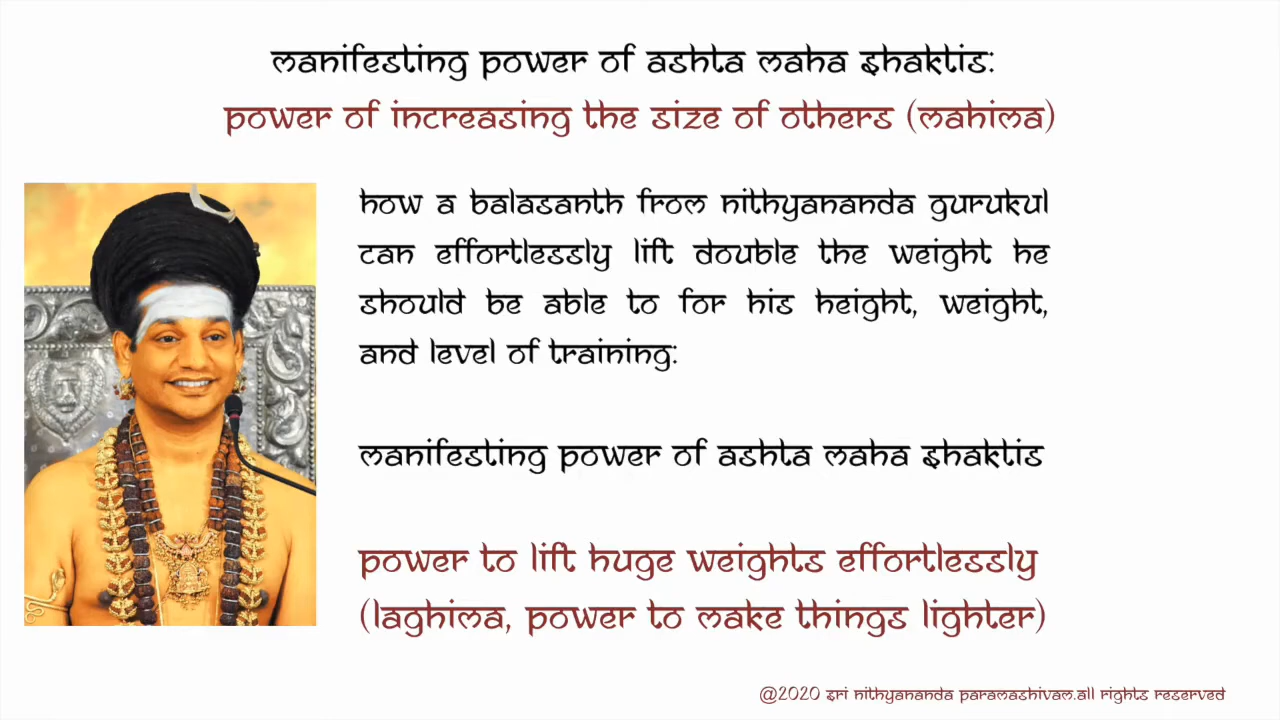 manifesting power of ashta maha shaktis:
power of increasing the size of others (mahima)
how a balasanth from nithyananda gurukul
can effortlessly lift double the weight he
should be able to for his height, weight,
and level of training:
manifesting power of ashta maha shaktis
power to lift huge weights effortlessly
(laghima, power to make things lighter)
@2020 sri nithyananda paramashivam.all rights reserved